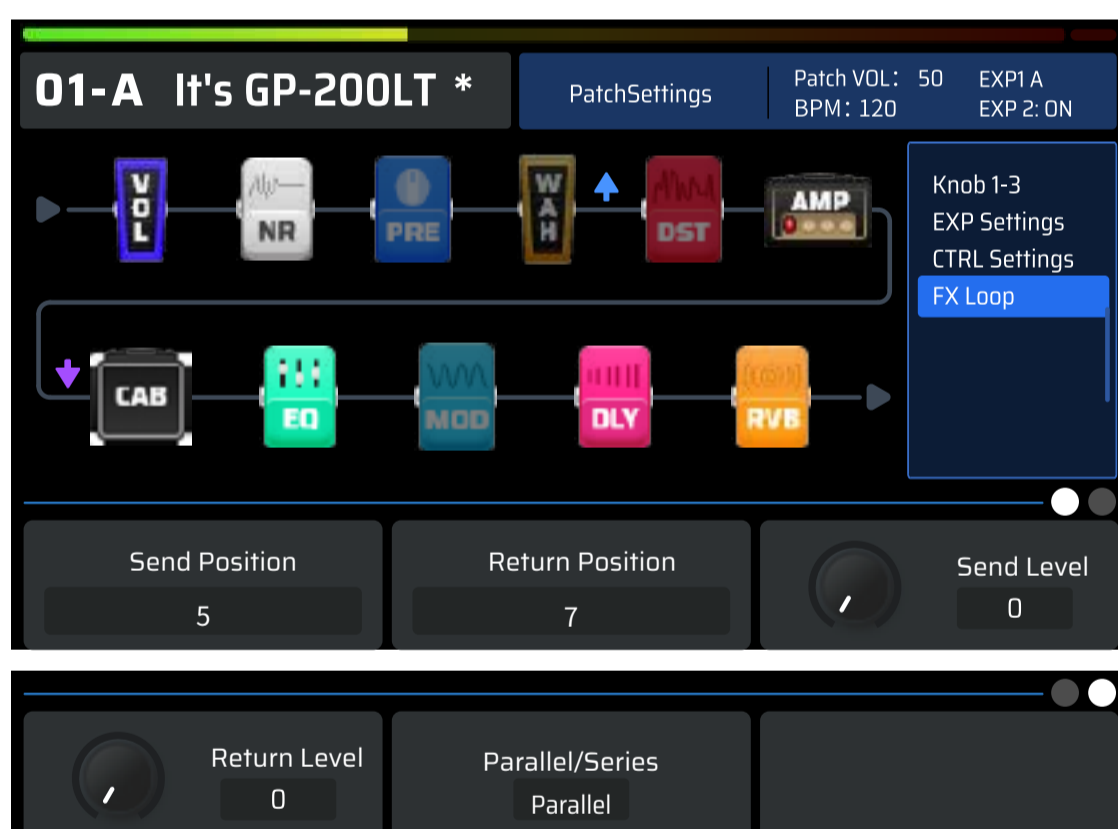 01-A It's GP-200LT *
PatchSettings
Patch VOL: 50 EXP1 A
BPM: 120 EXP 2: ON
VOL
NR
PRE
WAH
DST
AMP
Knob 1-3
EXP Settings
CTRL Settings
FX Loop
CAB
EQ
MOD
DLY
RVB
Send Position
5
Return Position
7
Send Level
0
Return Level
0
Parallel/Series
Parallel